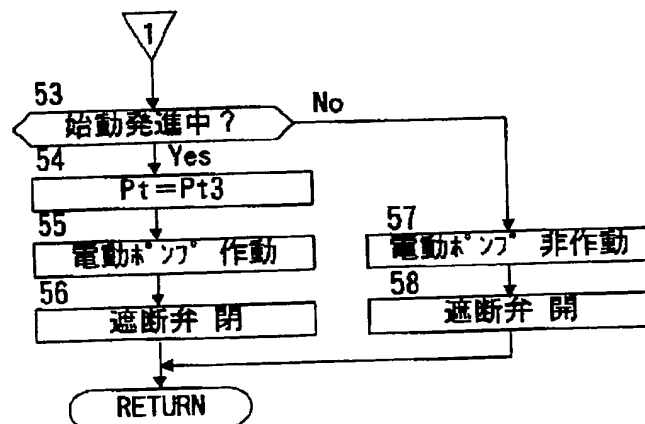 1
53
始動発進中?
No
54
Yes
Pt=Pt3
55
電動ﾎﾟﾝﾌﾟ 作動
57
電動ﾎﾟﾝﾌﾟ 非作動
56
遮断弁 閉
58
遮断弁 開
RETURN